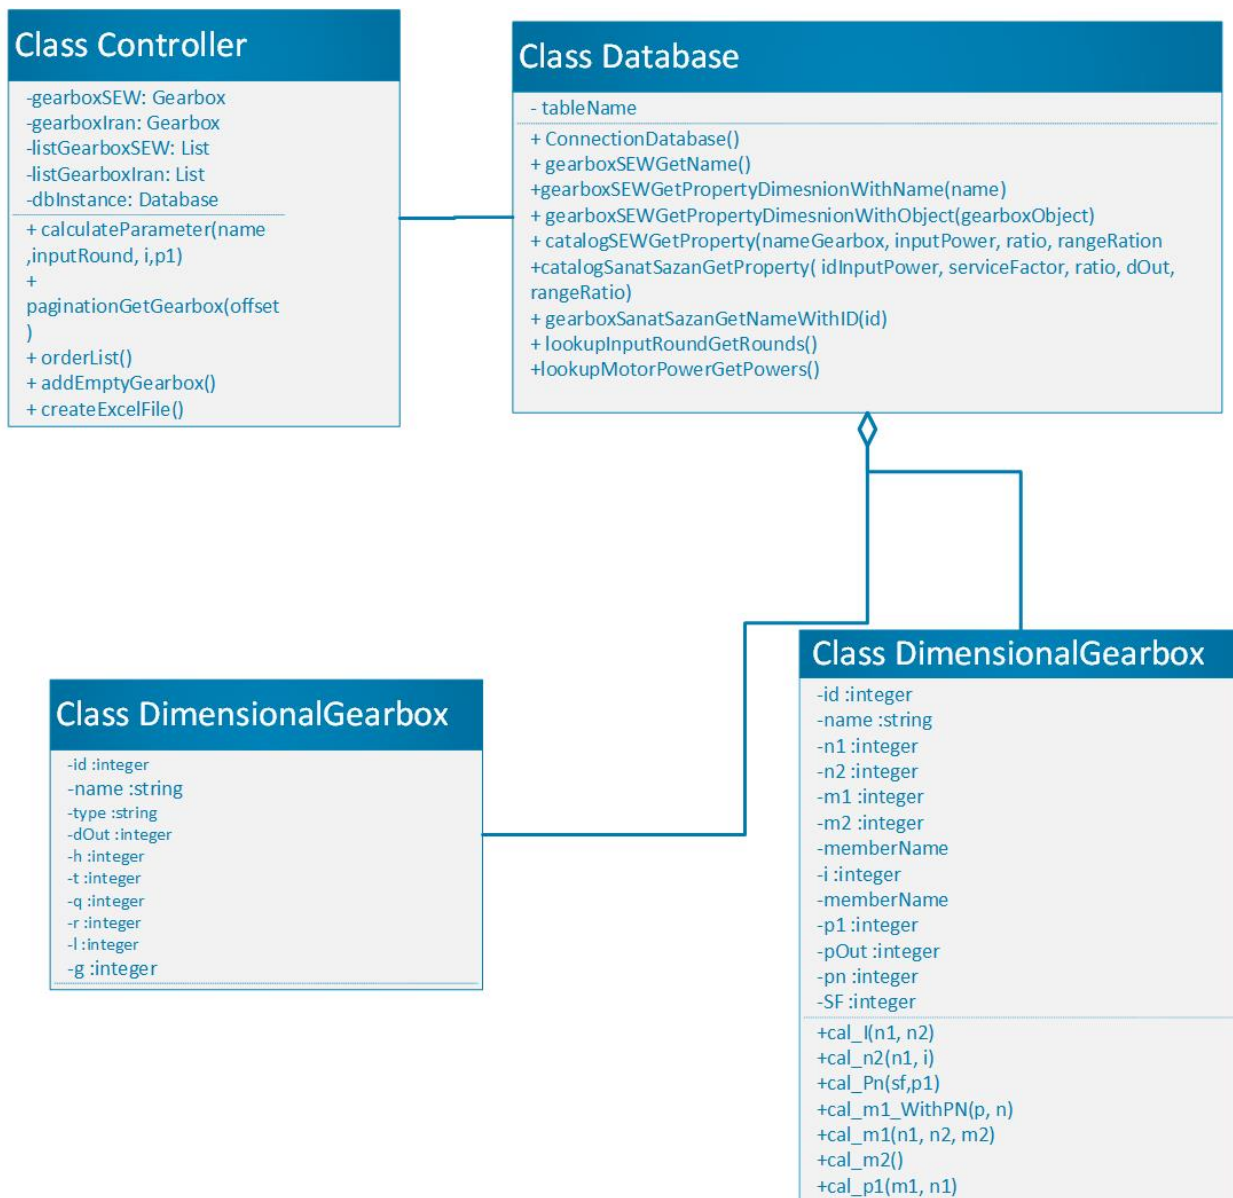 Class Controller
-gearboxSEW: Gearbox
-gearboxIran: Gearbox
-listGearboxSEW: List
-listGearboxIran: List
-dbInstance: Database
+ calculateParameter(name
,inputRound, i,p1)
+
paginationGetGearbox(offset
)
+ orderList()
+ addEmptyGearbox()
+ createExcelFile()
Class Database
- tableName
+ ConnectionDatabase()
+ gearboxSEWGetName()
+gearboxSEWGetPropertyDimesnionWithName(name)
+ gearboxSEWGetPropertyDimesnionWithObject(gearboxObject)
+ catalogSEWGetProperty(nameGearbox, inputPower, ratio, rangeRation
+catalogSanatSazanGetProperty( idInputPower, serviceFactor, ratio, dOut,
rangeRatio)
+ gearboxSanatSazanGetNameWithID(id)
+ lookupInputRoundGetRounds()
+lookupMotorPowerGetPowers()
Class DimensionalGearbox
-id :integer
-name :string
-type :string
-dOut :integer
-h :integer
-t :integer
-q :integer
-r :integer
-l :integer
-g :integer
Class DimensionalGearbox
-id :integer
-name :string
-n1 :integer
-n2 :integer
-m1 :integer
-m2 :integer
-memberName
-i :integer
-memberName
-p1 :integer
-pOut :integer
-pn :integer
-SF :integer
+cal_I(n1, n2)
+cal_n2(n1, i)
+cal_Pn(sf,p1)
+cal_m1_WithPN(p, n)
+cal_m1(n1, n2, m2)
+cal_m2()
+cal_p1(m1, n1)